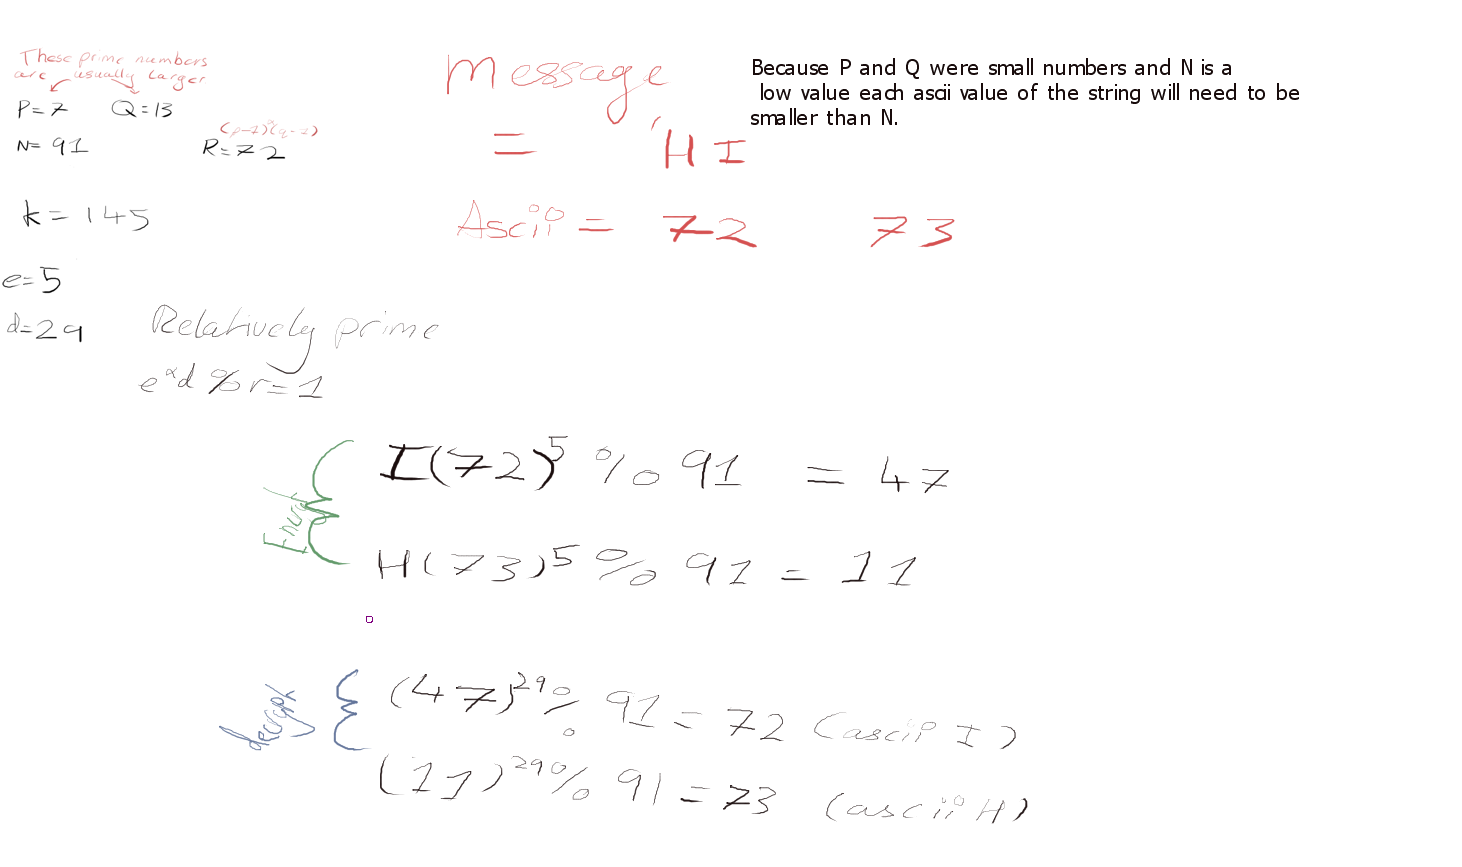 These prime numbers
are usually larger
P=7 Q=13
(p-1)*(q-1)
N= 91 R=72
k=145
e=5
d=29
Relatively prime
e*d % r=1
Message
= 'HI
Ascii = 72 73
Because P and Q were small numbers and N is a
low value each ascii value of the string will need to be
smaller than N.
Encrypt
I(72)^5 % 91 = 47
H(73)^5 % 91 = 11
decrypt
(47)^29 % 91 = 72 (ascii I)
(11)^29 % 91 = 73 (ascii H)